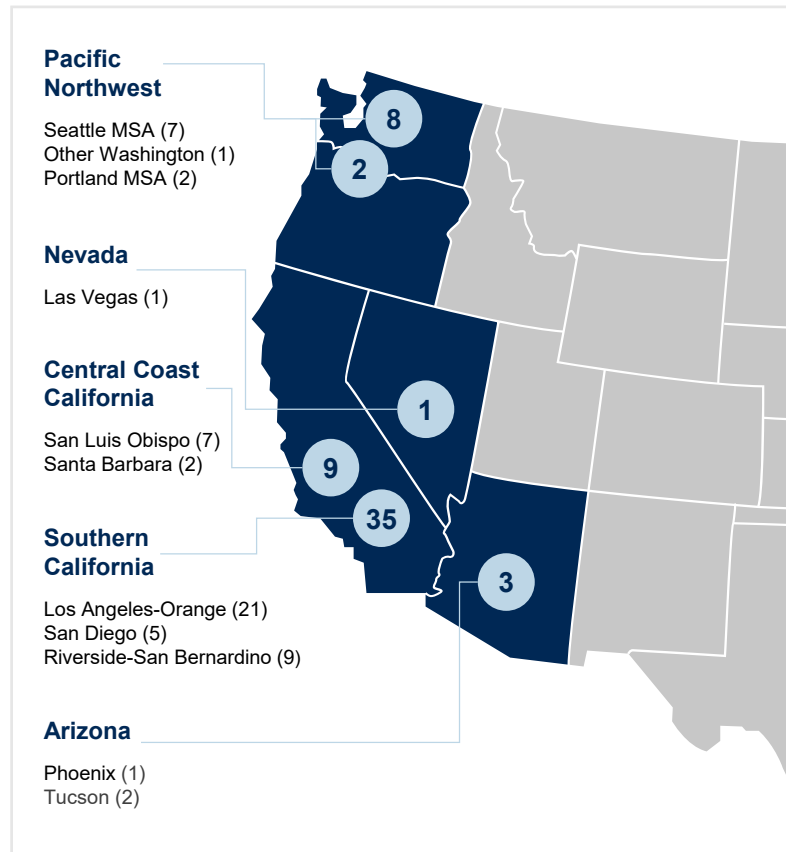 Pacific
Northwest
Seattle MSA (7)
Other Washington (1)
Portland MSA (2)
8
2
Nevada
Las Vegas (1)
1
Central Coast
California
San Luis Obispo (7)
Santa Barbara (2)
9
Southern
California
Los Angeles-Orange (21)
San Diego (5)
Riverside-San Bernardino (9)
35
Arizona
Phoenix (1)
Tucson (2)
3